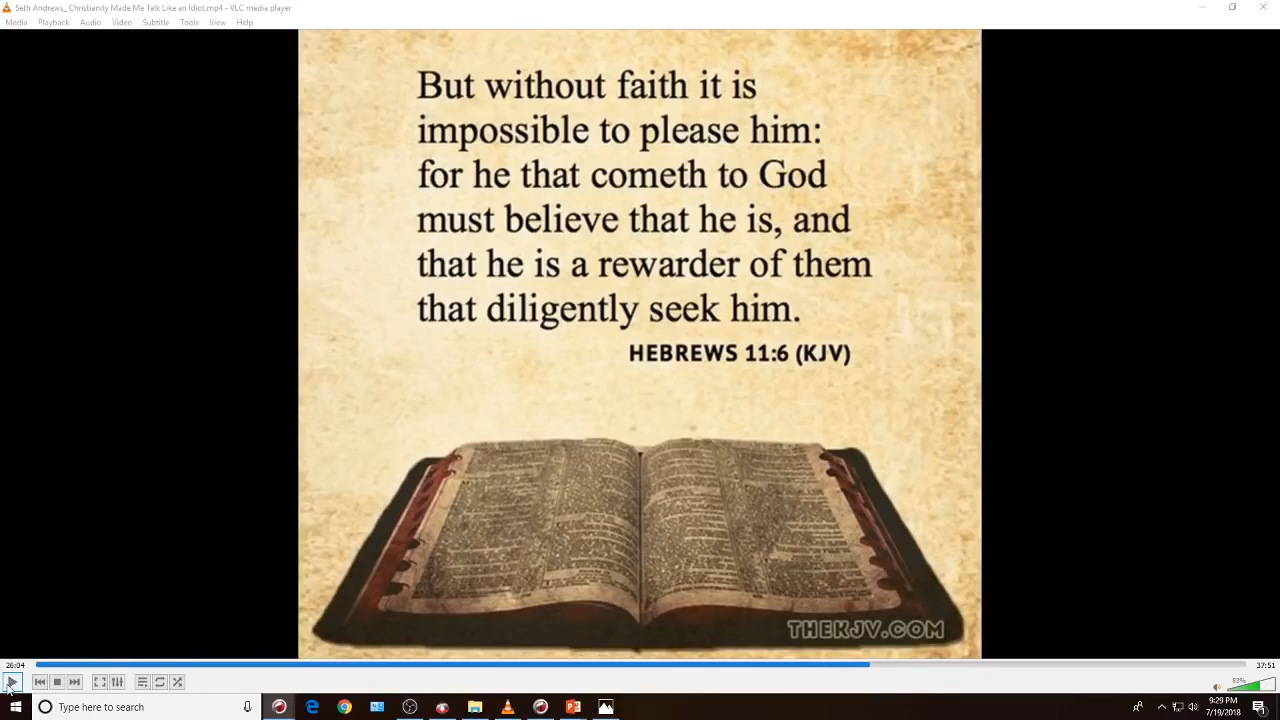 Seth Andrews_ Christianity Made Me Talk Like an Idiot.mp4 - VLC media player
Media Playback Audio Video Subtitle Tools View Help
But without faith it is
impossible to please him:
for he that cometh to God
must believe that he is, and
that he is a rewarder of them
that diligently seek him.
HEBREWS 11:6 (KJV)
THEKJV.COM
26:04 37:51
83%
Type here to search
9:29 PM
7/19/2018